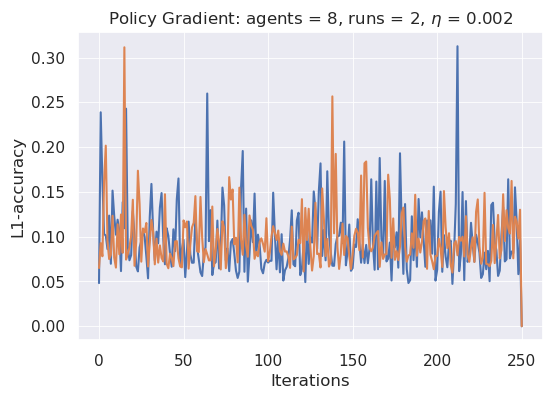 Policy Gradient: agents = 8, runs = 2, η = 0.002
L1-accuracy
0.30
0.25
0.20
0.15
0.10
0.05
0.00
0 50 100 150 200 250
Iterations